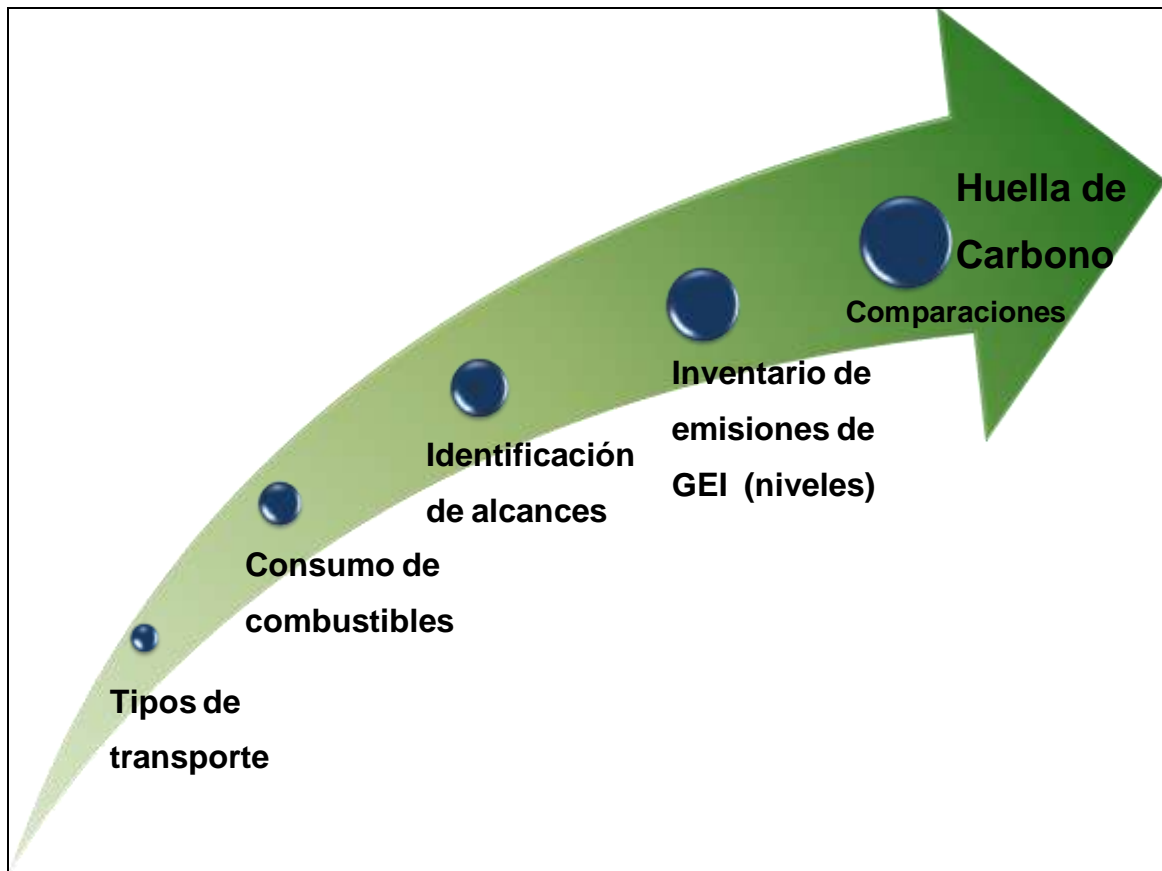 Tipos de
transporte
Consumo de
combustibles
Identificación
de alcances
Inventario de
emisiones de
GEI (niveles)
Huella de
Carbono
Comparaciones